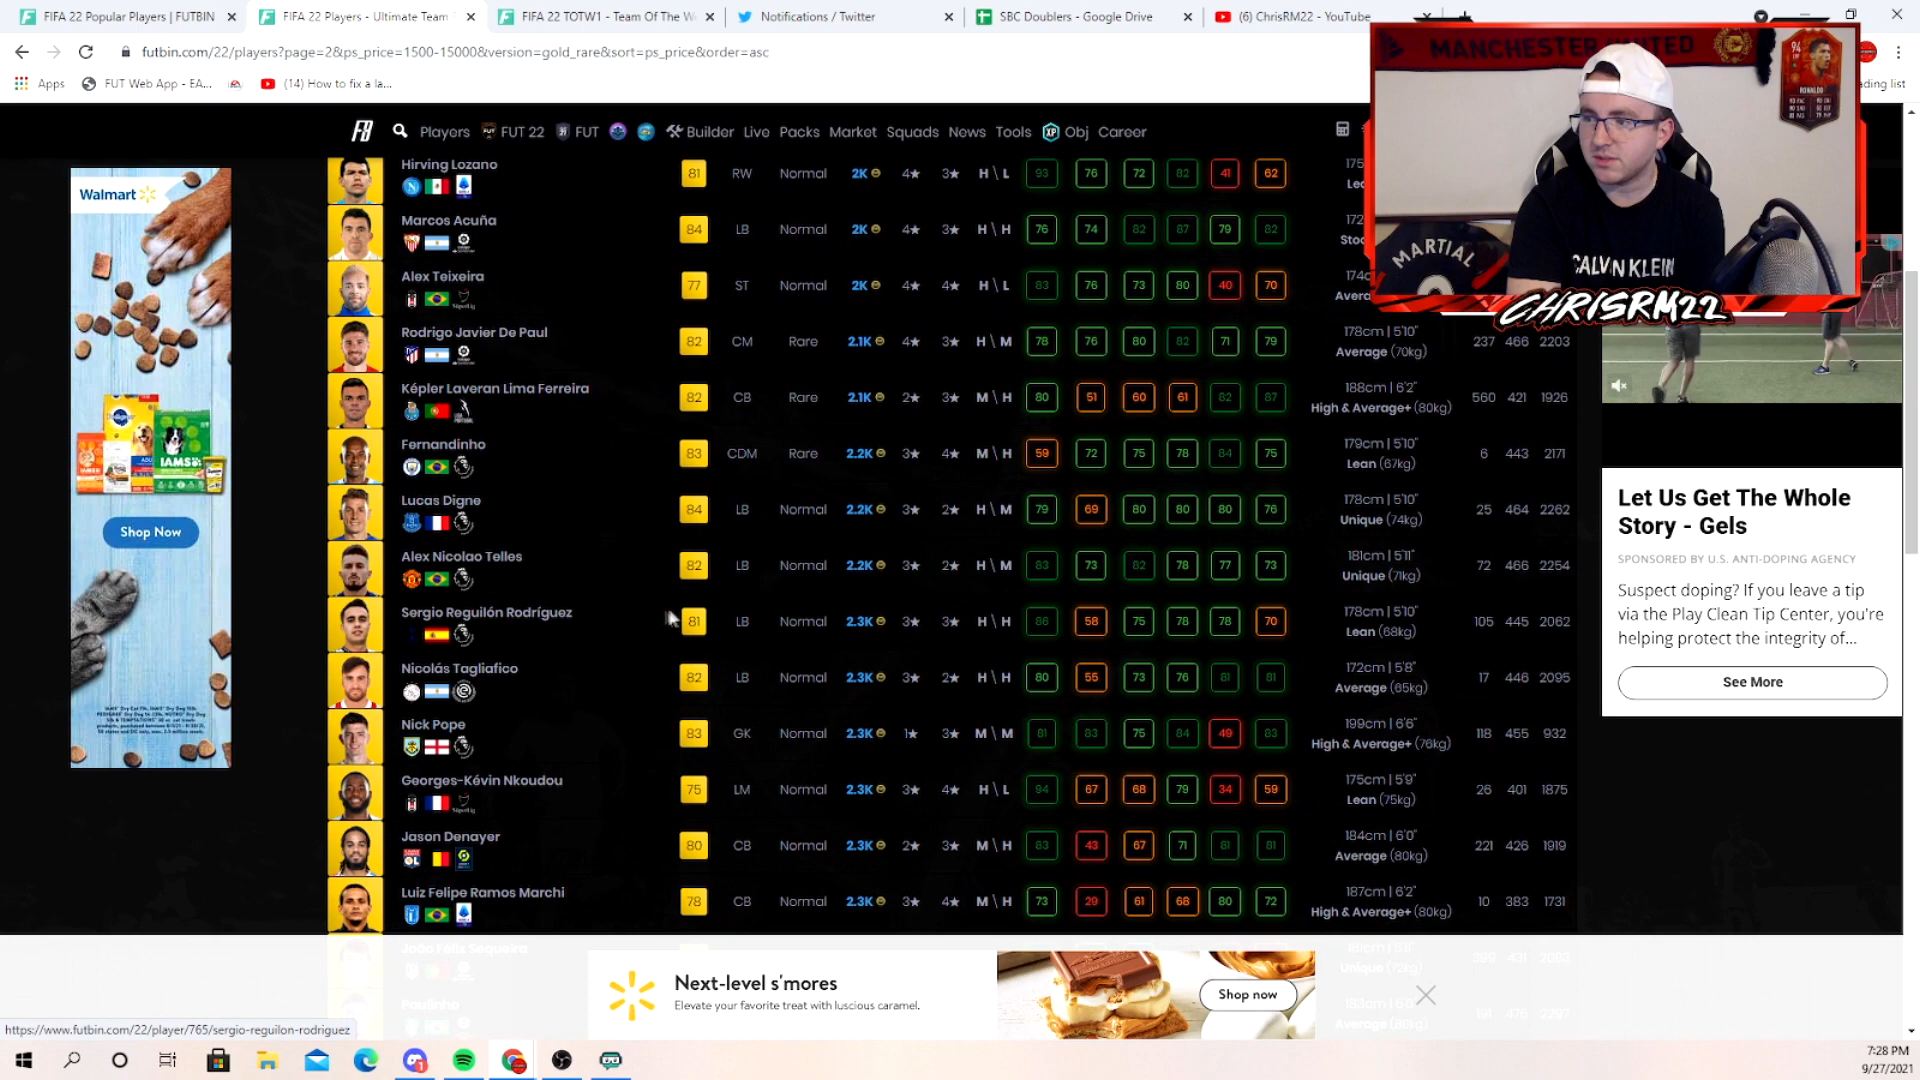 FIFA 22 Popular Players | FUTBIN
FIFA 22 Players - Ultimate Team
FIFA 22 TOTW1 - Team Of The We
Notifications / Twitter
SBC Doublers - Google Drive
(6) ChrisRM22 - YouTube
futbin.com/22/players?page=2&ps_price=1500-15000&version=gold_rare&sort=ps_price&order=asc
Apps
FUT Web App - EA...
(14) How to fix a la...
ding list
Players FUT 22 FUT Builder Live Packs Market Squads News Tools Obj Career
Hirving Lozano 81 RW Normal 2K 4★ 3★ H \ L 93 76 72 82 41 62
Marcos Acuña 84 LB Normal 2K 4★ 3★ H \ H 76 74 82 87 79 82
Alex Teixeira 77 ST Normal 2K 4★ 4★ H \ L 83 76 73 80 40 70
Rodrigo Javier De Paul 82 CM Rare 2.1K 4★ 3★ H \ M 78 76 80 82 71 79 178cm | 5'10" Average (70kg) 237 466 2203
Képler Laveran Lima Ferreira 82 CB Rare 2.1K 2★ 3★ M \ H 80 51 60 61 82 87 188cm | 6'2" High & Average+ (80kg) 560 421 1926
Fernandinho 83 CDM Rare 2.2K 3★ 4★ M \ H 59 72 75 78 84 75 179cm | 5'10" Lean (67kg) 6 443 2171
Lucas Digne 84 LB Normal 2.2K 3★ 2★ H \ M 79 69 80 80 80 76 178cm | 5'10" Unique (74kg) 25 464 2262
Alex Nicolao Telles 82 LB Normal 2.2K 3★ 2★ H \ M 83 73 82 78 77 73 181cm | 5'11" Unique (71kg) 72 466 2254
Sergio Reguilón Rodríguez 81 LB Normal 2.3K 3★ 3★ H \ H 86 58 75 78 78 70 178cm | 5'10" Lean (68kg) 105 445 2062
Nicolás Tagliafico 82 LB Normal 2.3K 3★ 2★ H \ H 80 55 73 76 81 81 172cm | 5'8" Average (65kg) 17 446 2095
Nick Pope 83 GK Normal 2.3K 1★ 3★ M \ M 81 83 75 84 49 83 199cm | 6'6" High & Average+ (76kg) 118 455 932
Georges-Kévin Nkoudou 75 LM Normal 2.3K 3★ 4★ H \ L 94 67 68 79 34 59 175cm | 5'9" Lean (75kg) 26 401 1875
Jason Denayer 80 CB Normal 2.3K 2★ 3★ M \ H 83 43 67 71 81 81 184cm | 6'0" Average (80kg) 221 426 1919
Luiz Felipe Ramos Marchi 78 CB Normal 2.3K 3★ 4★ M \ H 73 29 61 68 80 72 187cm | 6'2" High & Average+ (80kg) 10 383 1731
João Félix Sequeira
Paulinho
Walmart
PEDIGREE
IAMS
Shop Now
MANCHESTER UNITED
94
RONALDO
MARTIAL
CALVIN KLEIN
CHRISRM22
Let Us Get The Whole
Story - Gels
SPONSORED BY U.S. ANTI-DOPING AGENCY
Suspect doping? If you leave a tip
via the Play Clean Tip Center, you're
helping protect the integrity of...
See More
Next-level s'mores
Elevate your favorite treat with luscious caramel.
Shop now
https://www.futbin.com/22/player/765/sergio-reguilon-rodriguez
7:28 PM
9/27/2021